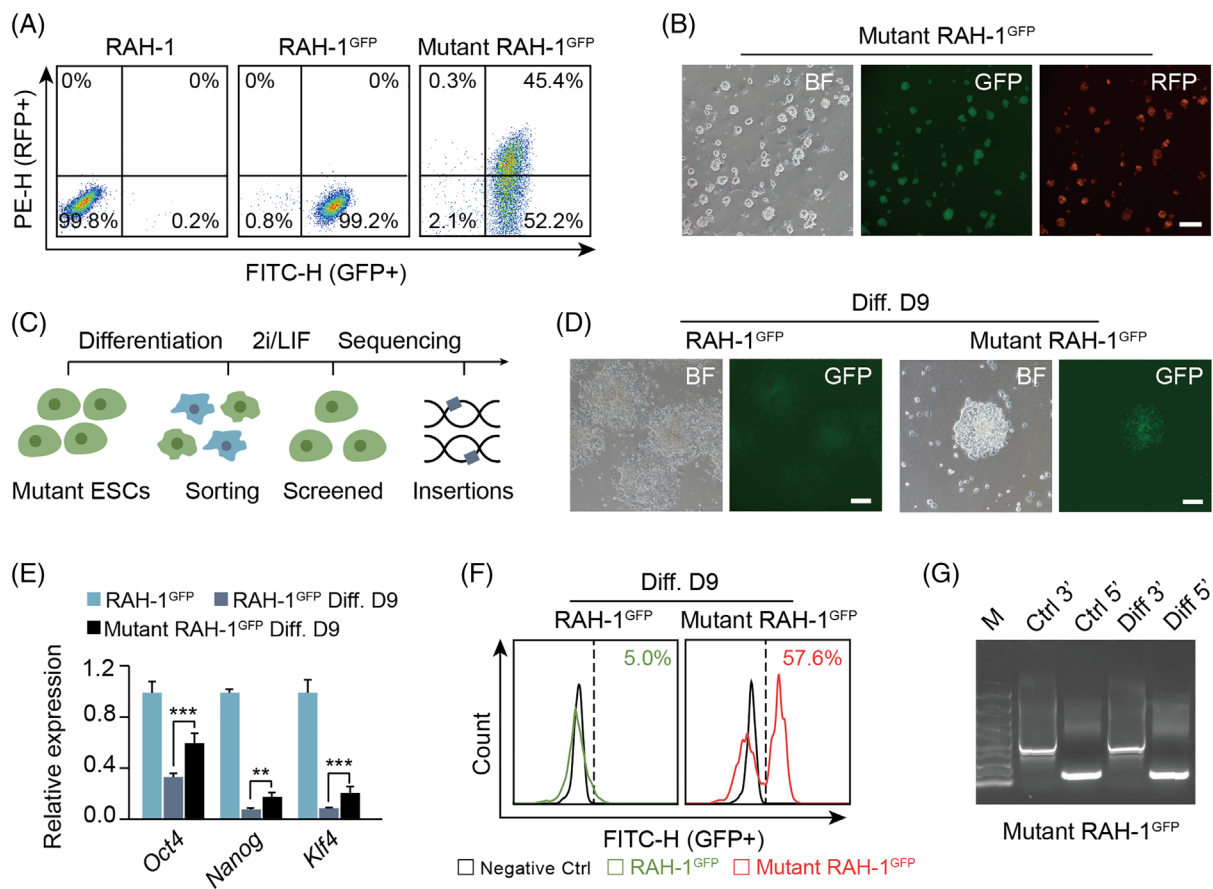 (A)
RAH-1
RAH-1GFP
Mutant RAH-1GFP
0%
0%
99.8%
0.2%
0%
0%
0.8%
99.2%
0.3%
45.4%
2.1%
52.2%
PE-H (RFP+)
FITC-H (GFP+)
(B)
Mutant RAH-1GFP
BF
GFP
RFP
(C)
Differentiation
2i/LIF
Sequencing
Mutant ESCs
Sorting
Screened
Insertions
(D)
Diff. D9
RAH-1GFP
Mutant RAH-1GFP
BF
GFP
BF
GFP
(E)
RAH-1GFP
RAH-1GFP Diff. D9
Mutant RAH-1GFP Diff. D9
Relative expression
1.2
0.8
0.4
0.0
***
**
***
Oct4
Nanog
Klf4
(F)
Diff. D9
RAH-1GFP
Mutant RAH-1GFP
5.0%
57.6%
Count
FITC-H (GFP+)
Negative Ctrl
RAH-1GFP
Mutant RAH-1GFP
(G)
M
Ctrl 3’
Ctrl 5’
Diff 3’
Diff 5’
Mutant RAH-1GFP